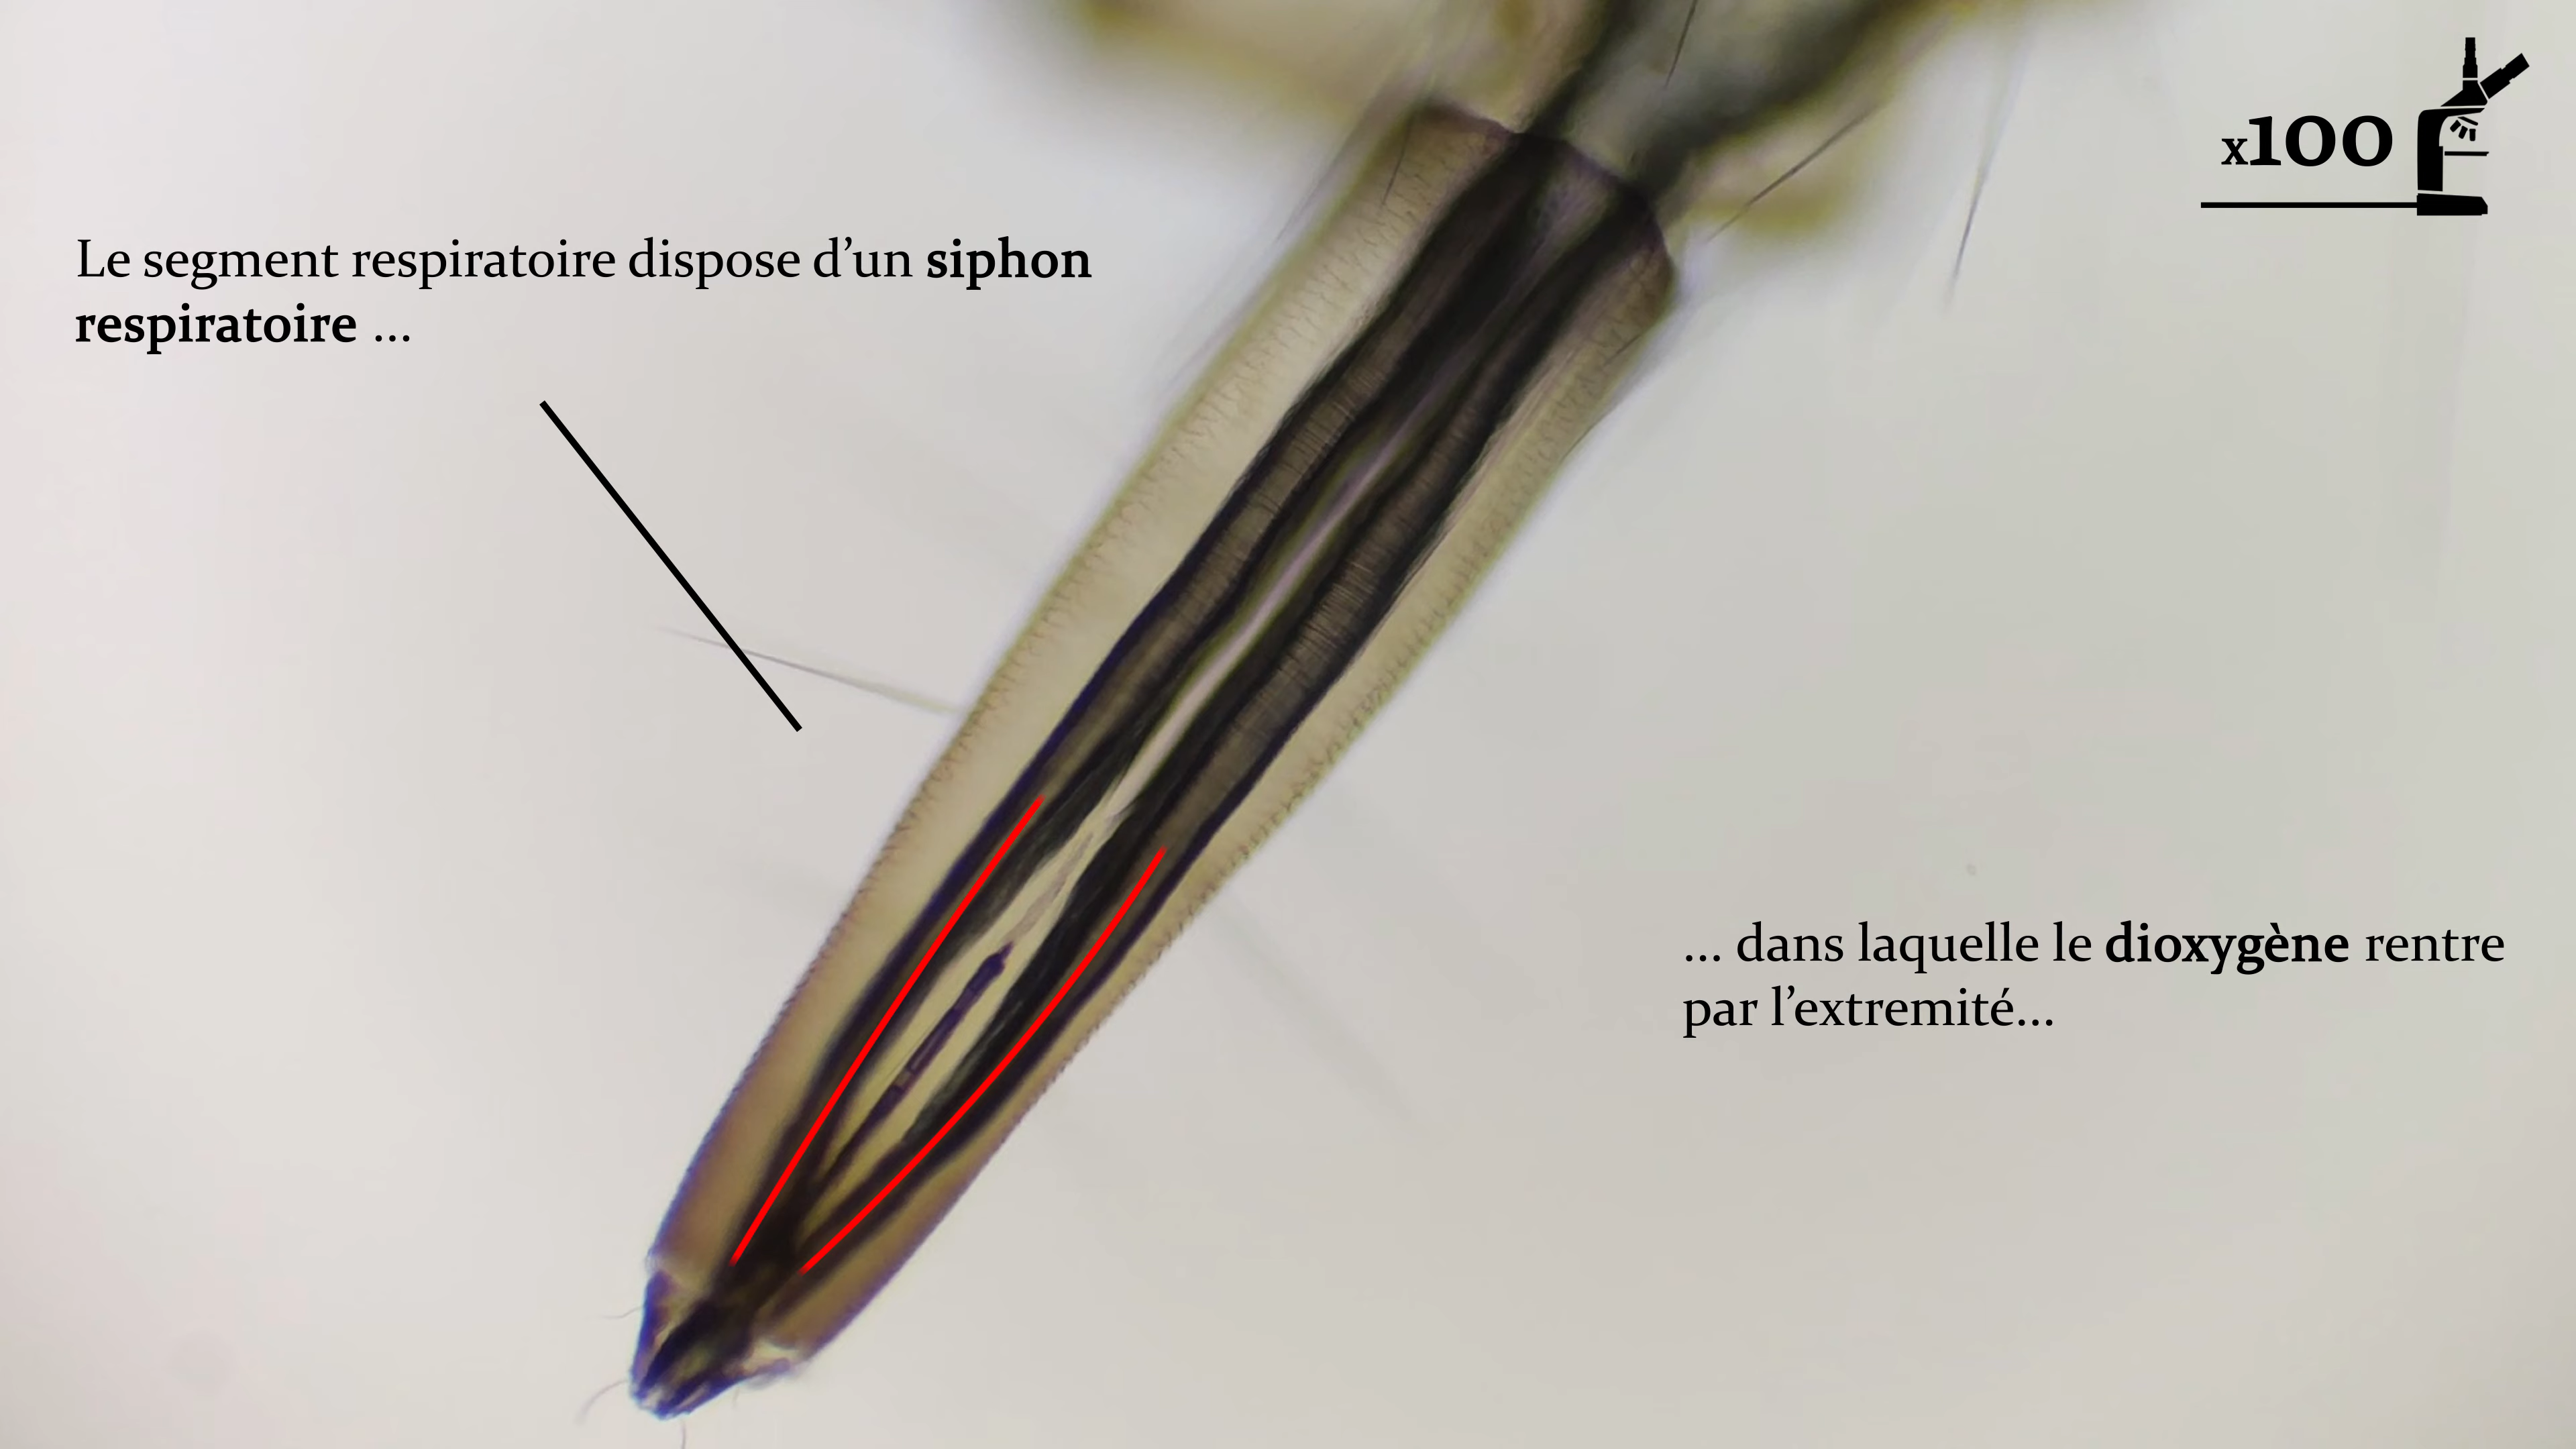 x100
Le segment respiratoire dispose d’un siphon
respiratoire ...
... dans laquelle le dioxygène rentre
par l’extremité...